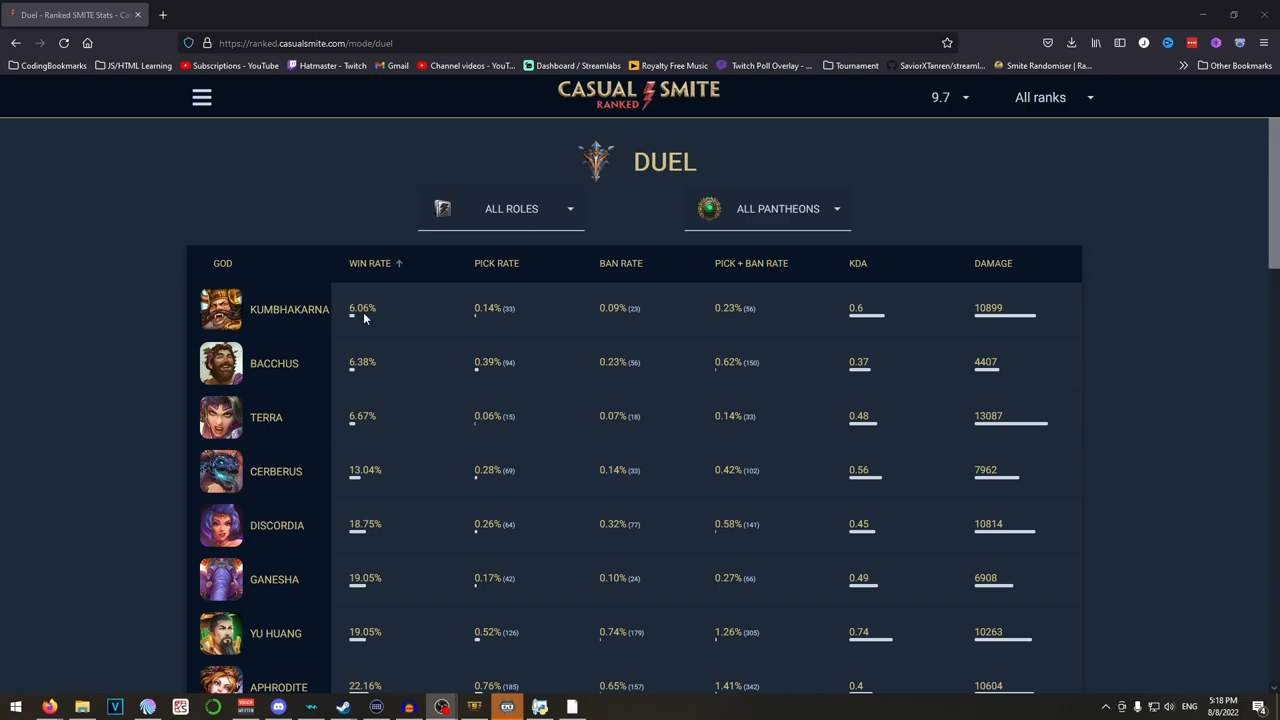 Duel - Ranked SMITE Stats - Ca
https://ranked.casualsmite.com/mode/duel
CodingBookmarks JS/HTML Learning Subscriptions - YouTube Hatmaster - Twitch Gmail Channel videos - YouT... Dashboard / Streamlabs Royalty Free Music Twitch Poll Overlay -... Tournament SaviorXTanren/streaml... Smite Randomiser | Ra... Other Bookmarks
CASUAL SMITE
RANKED
9.7 All ranks
DUEL
ALL ROLES ALL PANTHEONS
GOD WIN RATE PICK RATE BAN RATE PICK + BAN RATE KDA DAMAGE
KUMBHAKARNA 6.06% 0.14% (33) 0.09% (23) 0.23% (56) 0.6 10899
BACCHUS 6.38% 0.39% (94) 0.23% (56) 0.62% (150) 0.37 4407
TERRA 6.67% 0.06% (15) 0.07% (18) 0.14% (33) 0.48 13087
CERBERUS 13.04% 0.28% (69) 0.14% (33) 0.42% (102) 0.56 7962
DISCORDIA 18.75% 0.26% (64) 0.32% (77) 0.58% (141) 0.45 10814
GANESHA 19.05% 0.17% (42) 0.10% (24) 0.27% (66) 0.49 6908
YU HUANG 19.05% 0.52% (126) 0.74% (179) 1.26% (305) 0.74 10263
APHRODITE 22.16% 0.76% (185) 0.65% (157) 1.41% (342) 0.4 10604
ENG 5:18 PM
8/8/2022